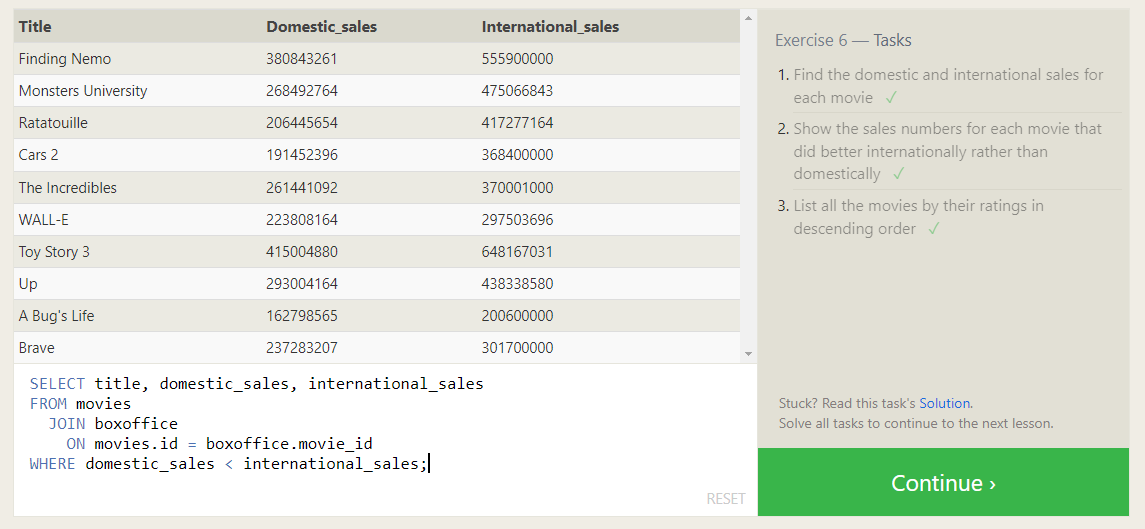 Title Domestic_sales International_sales
Finding Nemo 380843261 555900000
Monsters University 268492764 475066843
Ratatouille 206445654 417277164
Cars 2 191452396 368400000
The Incredibles 261441092 370001000
WALL-E 223808164 297503696
Toy Story 3 415004880 648167031
Up 293004164 438338580
A Bug's Life 162798565 200600000
Brave 237283207 301700000
SELECT title, domestic_sales, international_sales
FROM movies
  JOIN boxoffice
    ON movies.id = boxoffice.movie_id
WHERE domestic_sales < international_sales;
RESET
Exercise 6 — Tasks
1. Find the domestic and international sales for
each movie ✓
2. Show the sales numbers for each movie that
did better internationally rather than
domestically ✓
3. List all the movies by their ratings in
descending order ✓
Stuck? Read this task's Solution.
Solve all tasks to continue to the next lesson.
Continue ›